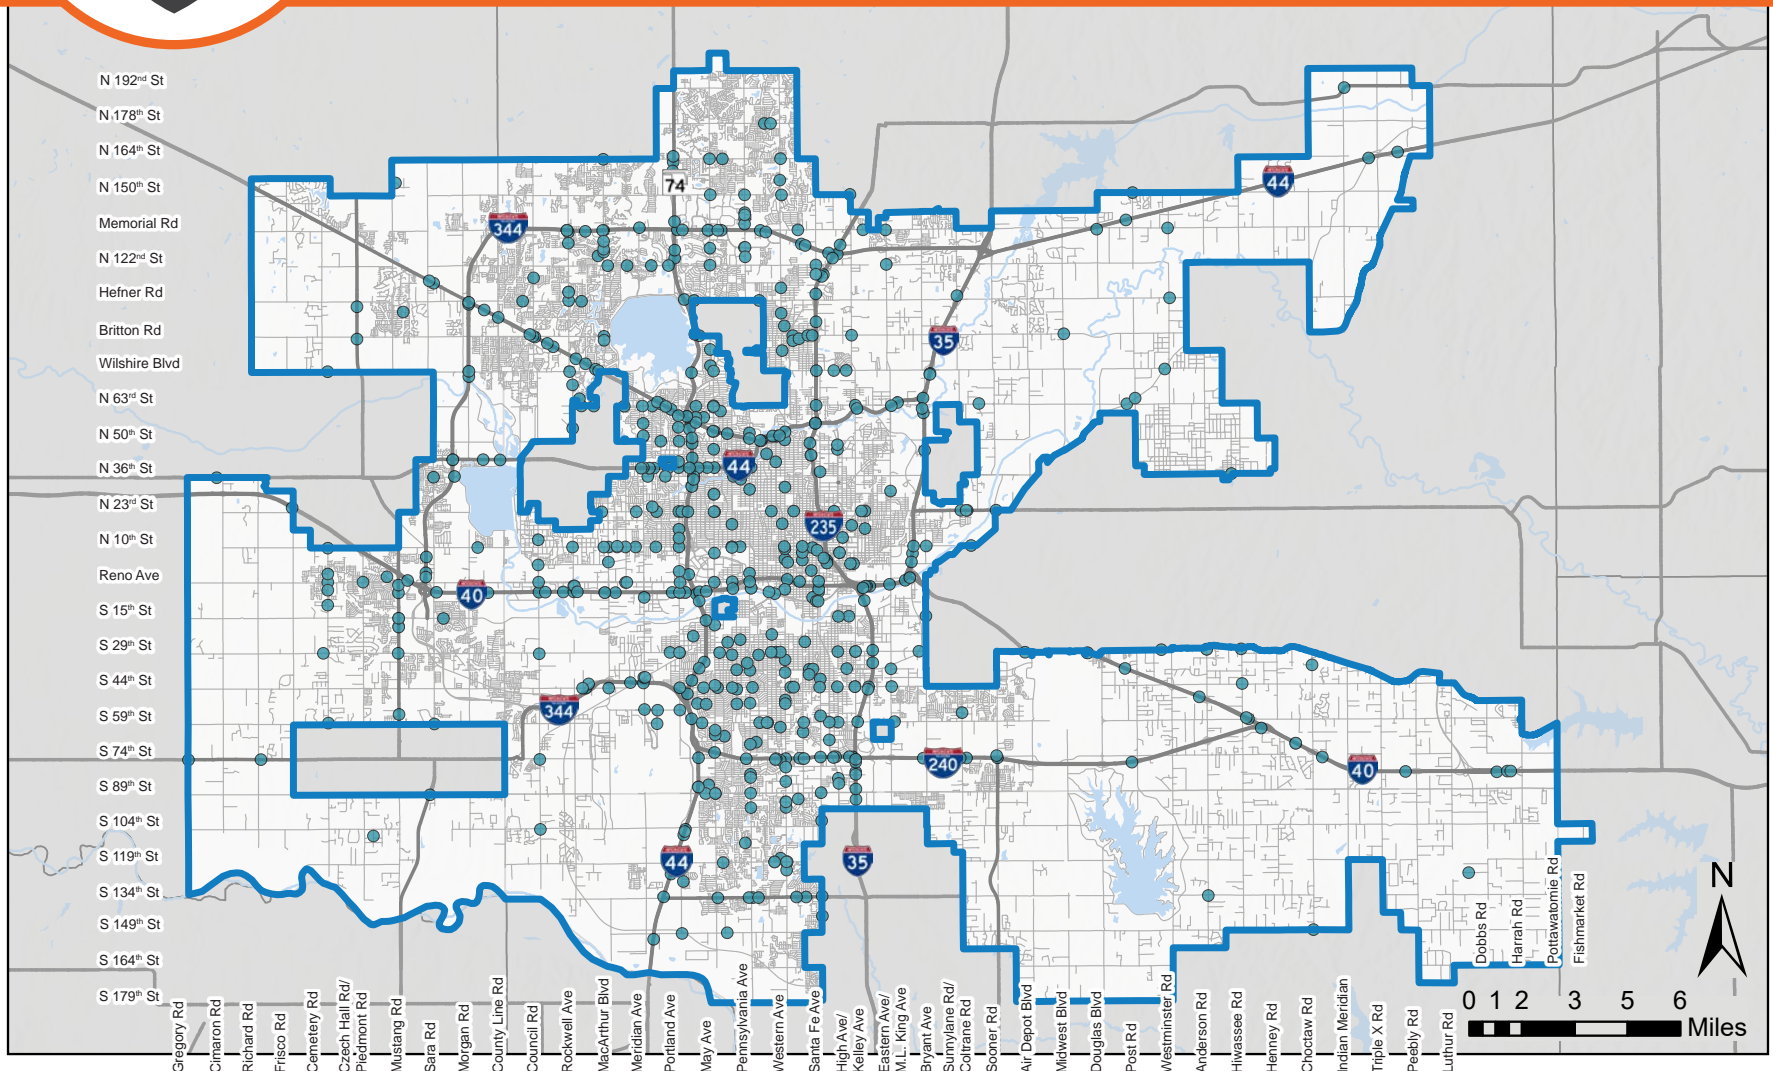 N 192nd St
N 178th St
N 164th St
N 150th St
Memorial Rd
N 122nd St
Hefner Rd
Britton Rd
Wilshire Blvd
N 63rd St
N 50th St
N 36th St
N 23rd St
N 10th St
Reno Ave
S 15th St
S 29th St
S 44th St
S 59th St
S 74th St
S 89th St
S 104th St
S 119th St
S 134th St
S 149th St
S 164th St
S 179th St
74
44
344
35
44
235
40
344
240
40
44
35
Gregory Rd
Cimaron Rd
Richard Rd
Frisco Rd
Cemetery Rd
Czech Hall Rd/
Piedmont Rd
Mustang Rd
Sara Rd
Morgan Rd
County Line Rd
Council Rd
Rockwell Ave
MacArthur Blvd
Meridian Ave
Portland Ave
May Ave
Pennsylvania Ave
Western Ave
Santa Fe Ave
High Ave/
Kelley Ave
Eastern Ave/
M.L. King Ave
Bryant Ave
Sunnylane Rd/
Coltrane Rd
Sooner Rd
Air Depot Blvd
Midwest Blvd
Douglas Blvd
Post Rd
Westminster Rd
Anderson Rd
Hiwassee Rd
Henney Rd
Choctaw Rd
Indian Meridian
Triple X Rd
Peebly Rd
Luthur Rd
Dobbs Rd
Harrah Rd
Pottawatomie Rd
Fishmarket Rd
N
0 1 2 3 5 6
Miles